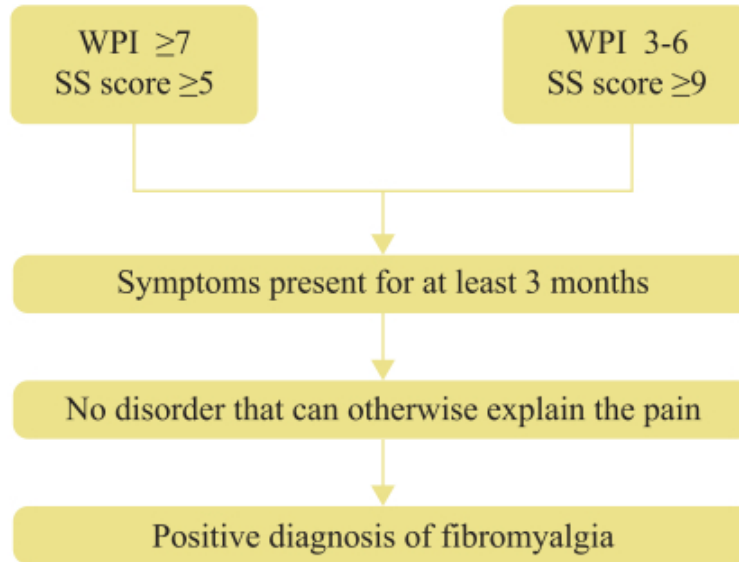 WPI ≥7
SS score ≥5
WPI 3-6
SS score ≥9
Symptoms present for at least 3 months
No disorder that can otherwise explain the pain
Positive diagnosis of fibromyalgia